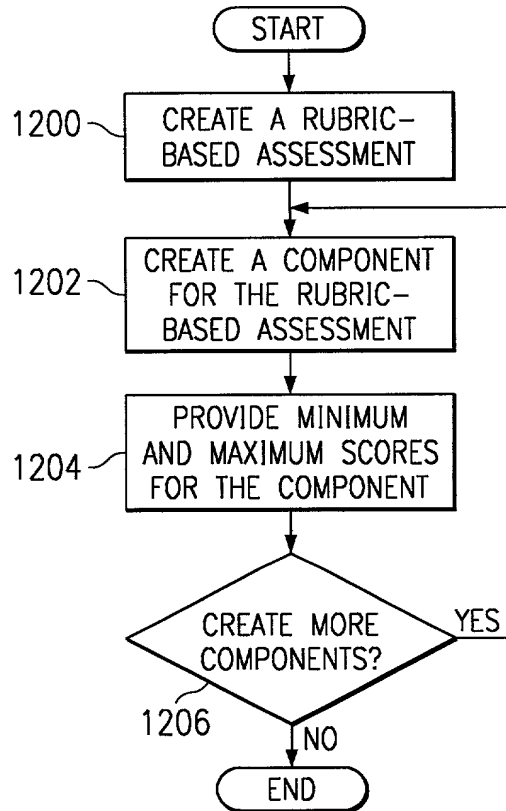 START
1200
CREATE A RUBRIC-
BASED ASSESSMENT
1202
CREATE A COMPONENT
FOR THE RUBRIC-
BASED ASSESSMENT
1204
PROVIDE MINIMUM
AND MAXIMUM SCORES
FOR THE COMPONENT
CREATE MORE
COMPONENTS?
YES
1206
NO
END